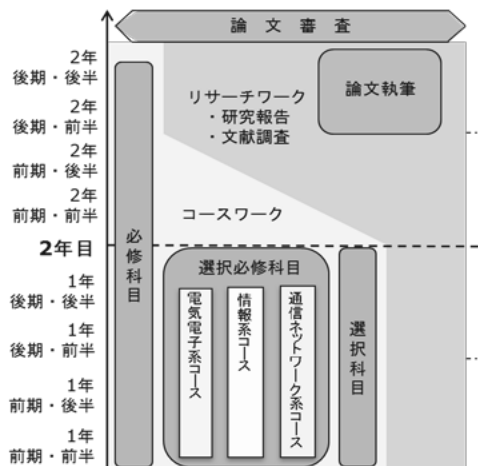 論文審査
2年
後期・後半
2年
後期・前半
2年
前期・後半
2年
前期・前半
2年目
1年
後期・後半
1年
後期・前半
1年
前期・後半
1年
前期・前半
リサーチワーク
・研究報告
・文献調査
論文執筆
コースワーク
必修科目
選択必修科目
電気電子系コース
情報系コース
通信ネットワーク系コース
選択科目